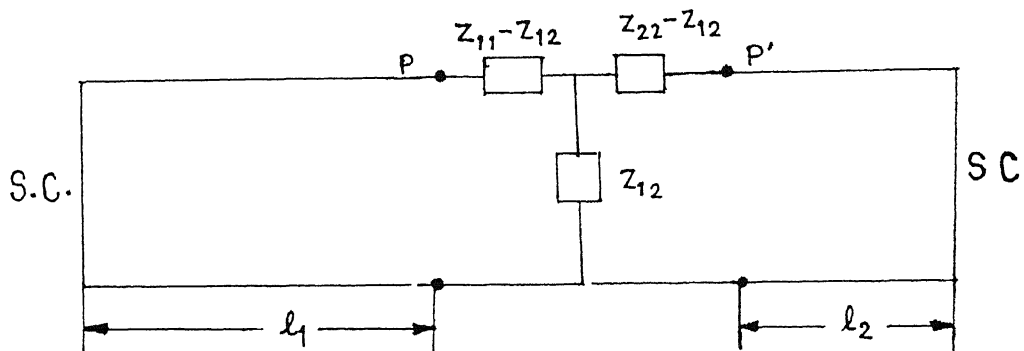 Z₁₁-Z₁₂ Z₂₂-Z₁₂
P P'
S.C. Z₁₂ SC
l₁ l₂